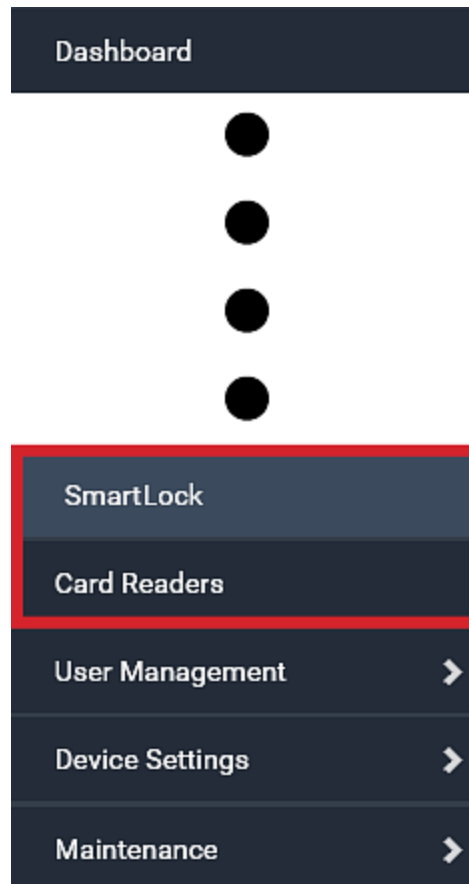 Dashboard
SmartLock
Card Readers
User Management
Device Settings
Maintenance